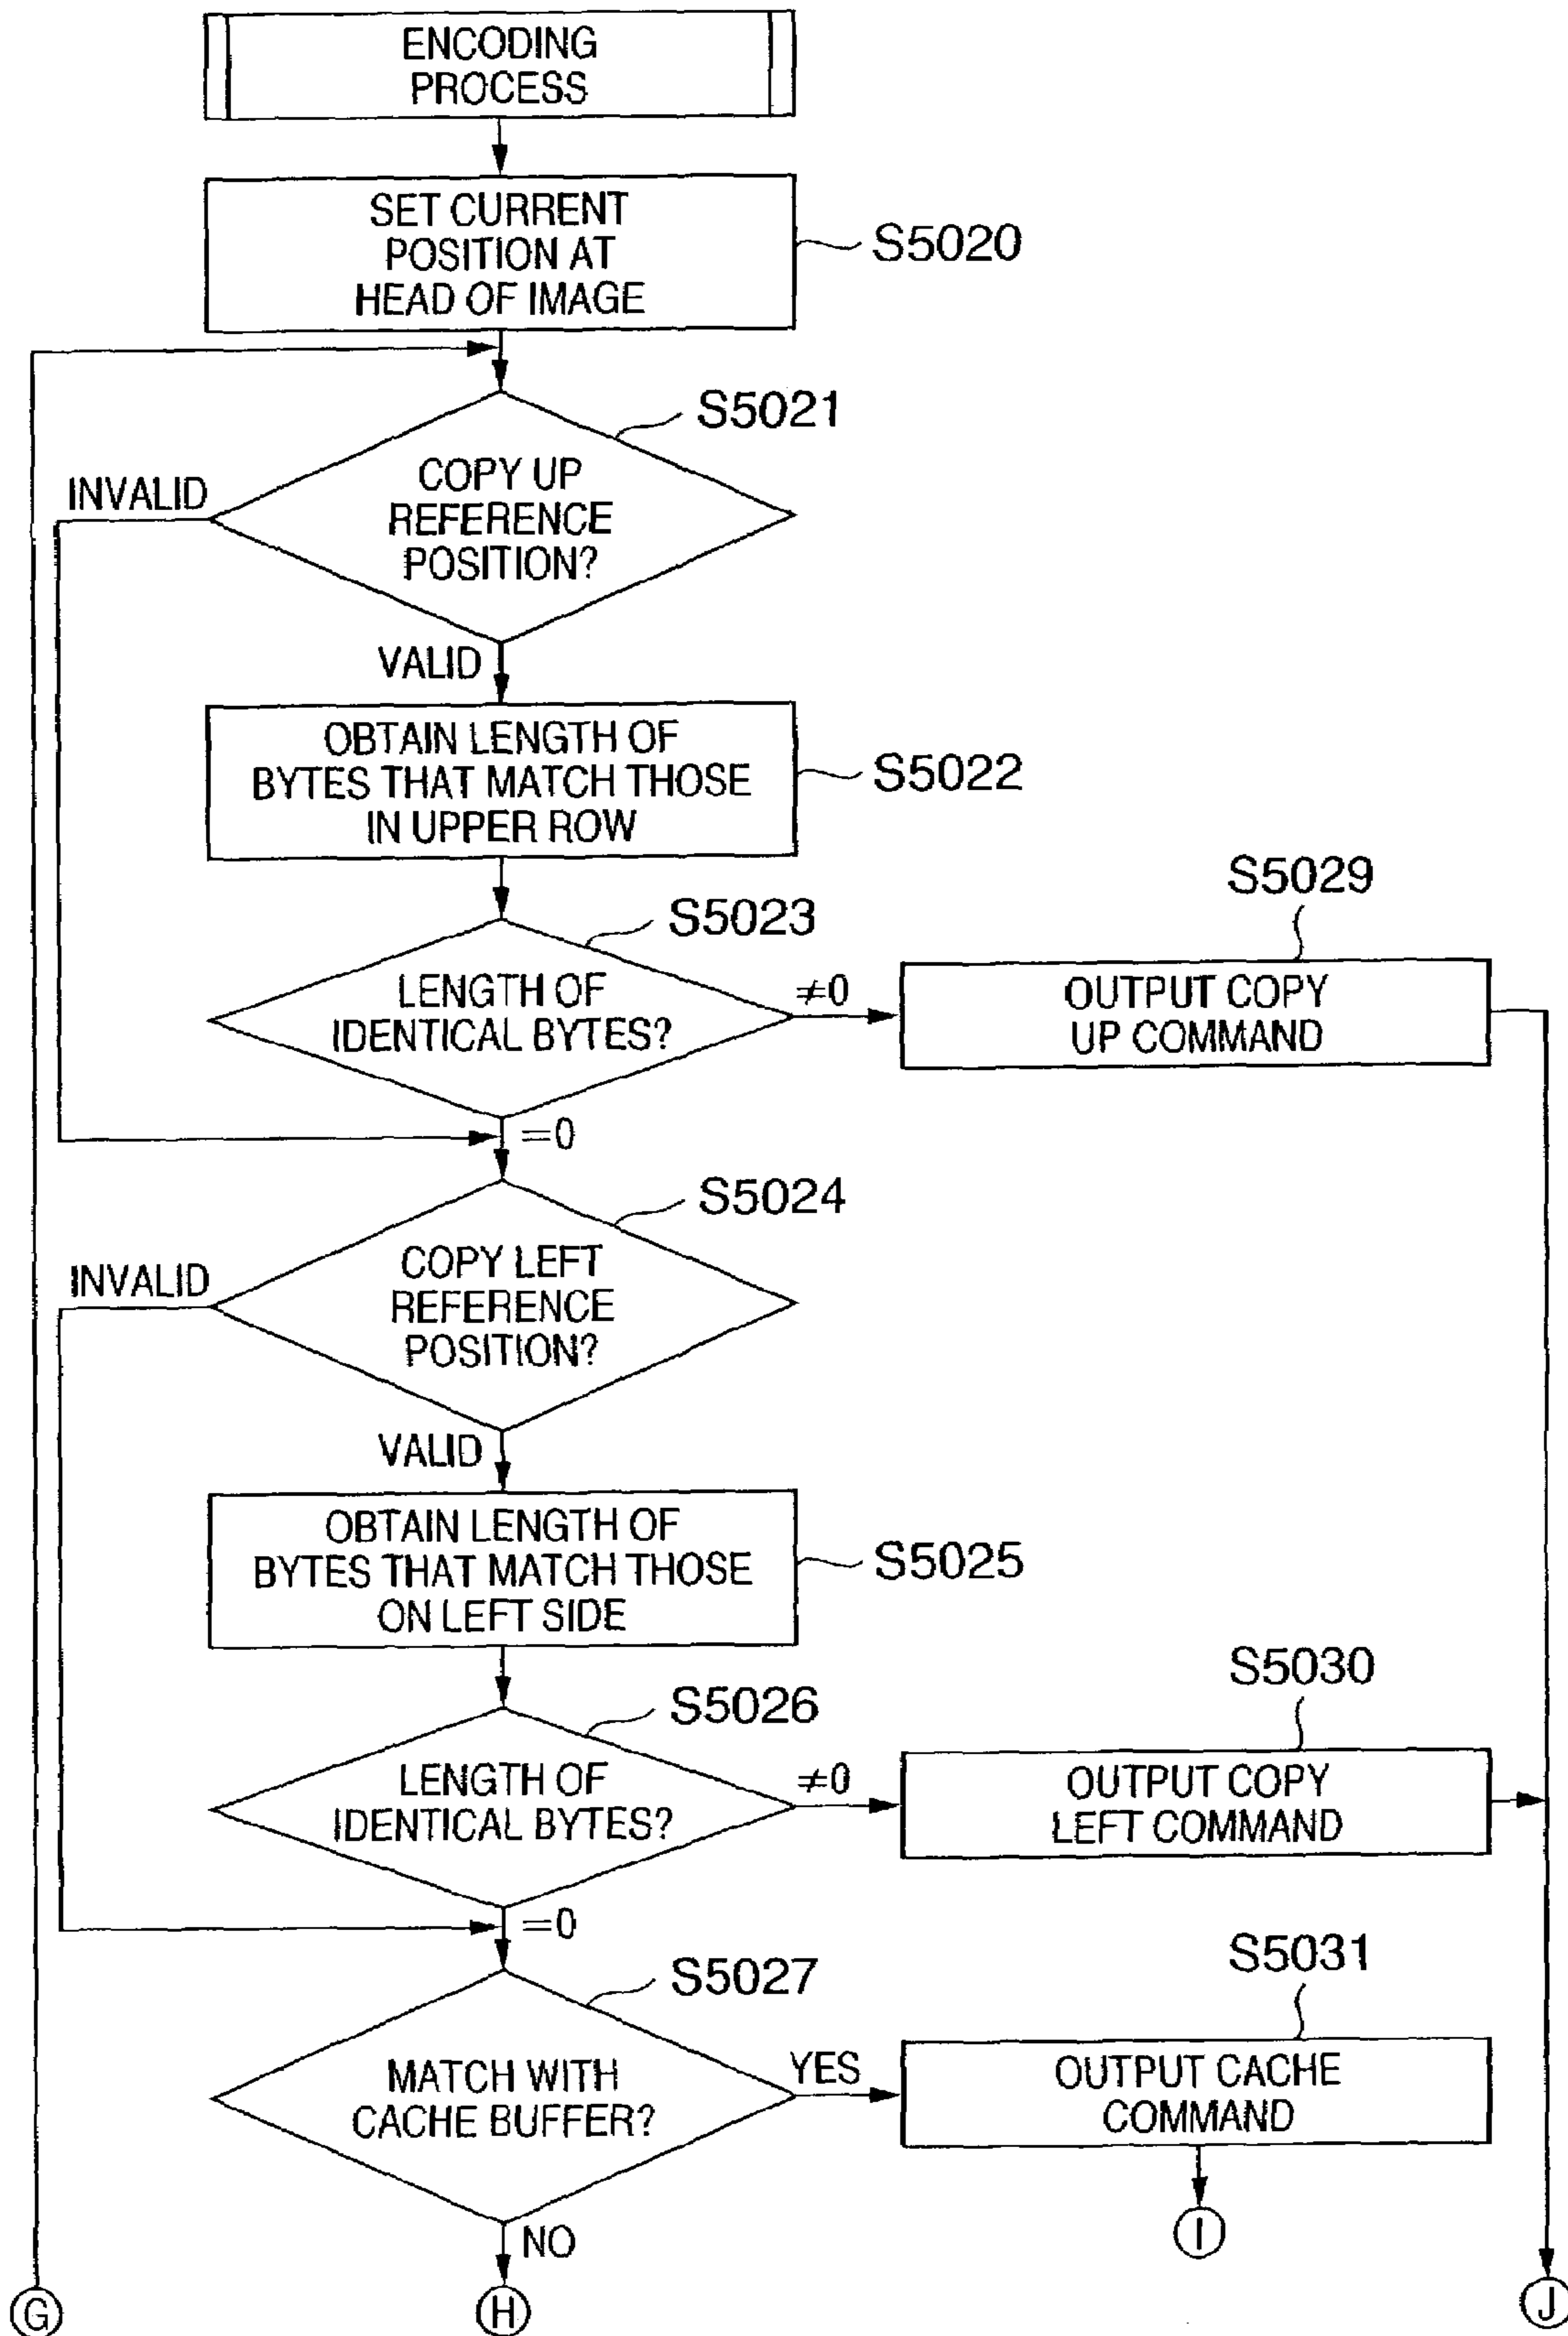 ENCODING
PROCESS
SET CURRENT
POSITION AT
HEAD OF IMAGE
S5020
S5021
COPY UP
REFERENCE
POSITION?
INVALID
VALID
OBTAIN LENGTH OF
BYTES THAT MATCH THOSE
IN UPPER ROW
S5022
S5023
LENGTH OF
IDENTICAL BYTES?
≠0
S5029
OUTPUT COPY
UP COMMAND
=0
S5024
COPY LEFT
REFERENCE
POSITION?
INVALID
VALID
OBTAIN LENGTH OF
BYTES THAT MATCH THOSE
ON LEFT SIDE
S5025
S5026
LENGTH OF
IDENTICAL BYTES?
≠0
S5030
OUTPUT COPY
LEFT COMMAND
=0
S5027
MATCH WITH
CACHE BUFFER?
YES
S5031
OUTPUT CACHE
COMMAND
I
NO
G
H
J